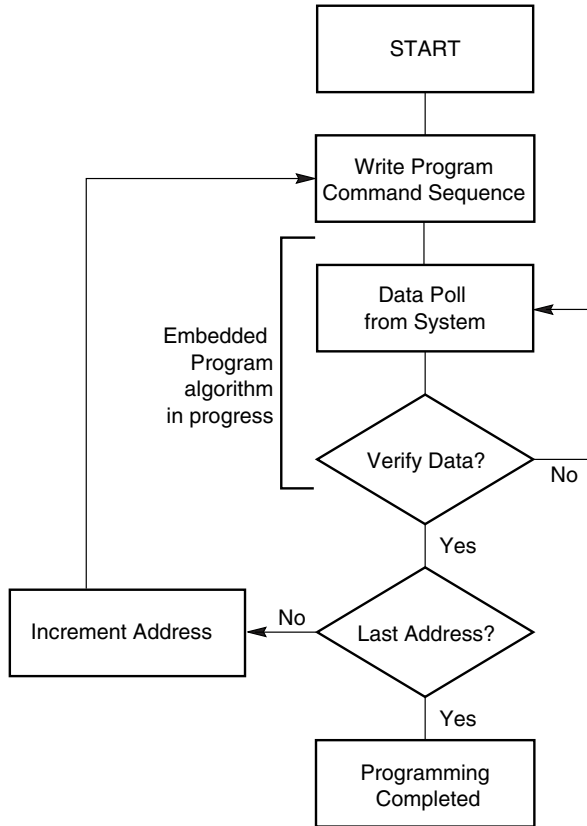 START
Write Program
Command Sequence
Data Poll
from System
Embedded
Program
algorithm
in progress
Verify Data?
No
Yes
Last Address?
No
Increment Address
Yes
Programming
Completed